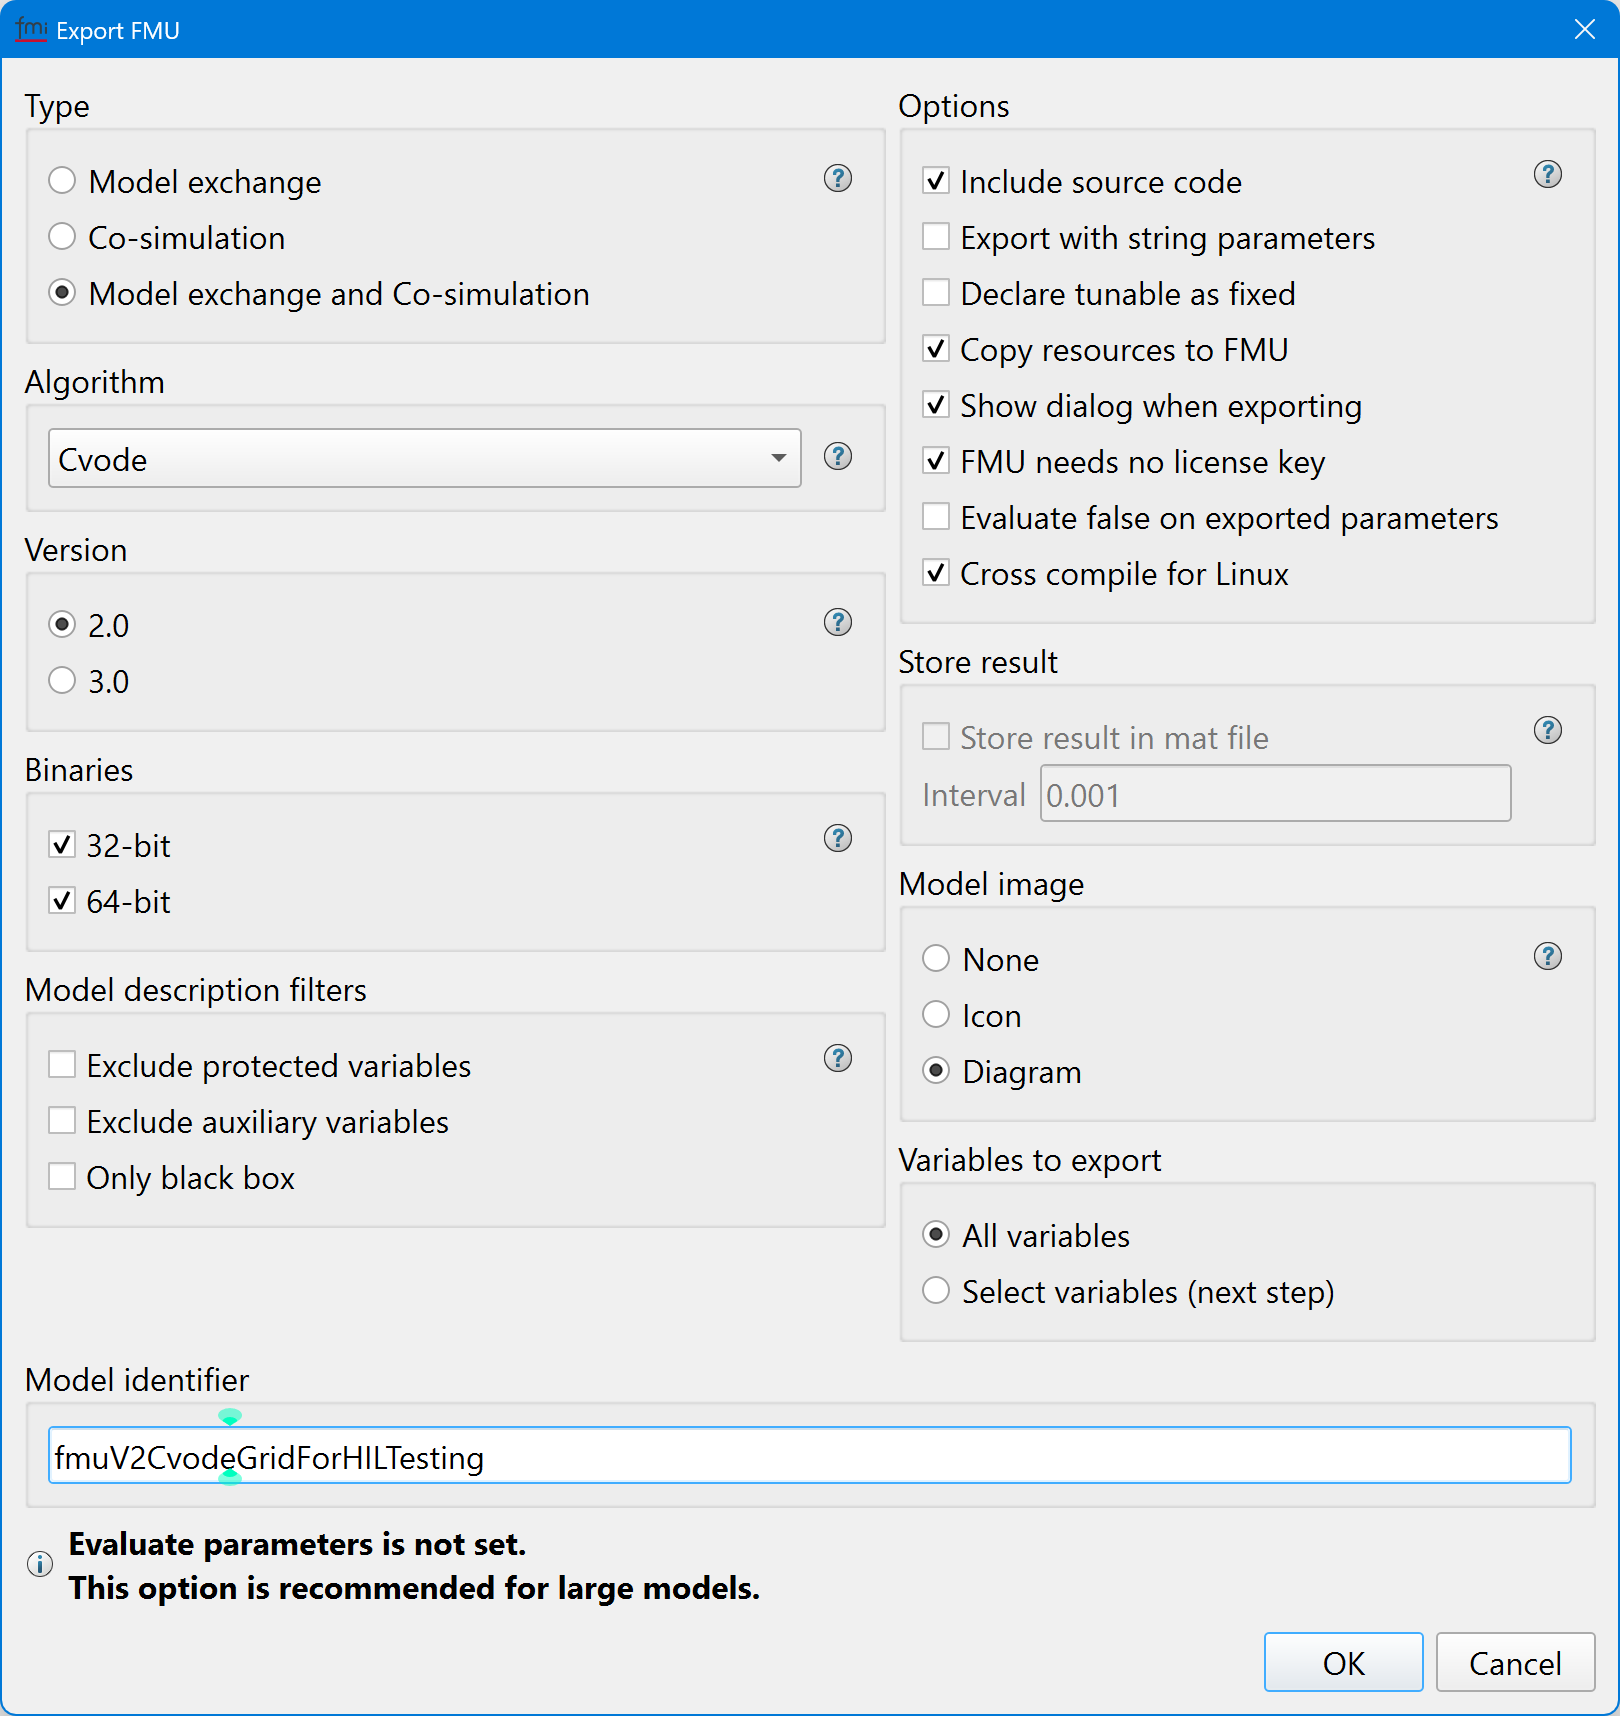 fmi Export FMU
Type
Model exchange
Co-simulation
Model exchange and Co-simulation
Algorithm
Cvode
Version
2.0
3.0
Binaries
32-bit
64-bit
Model description filters
Exclude protected variables
Exclude auxiliary variables
Only black box
Options
Include source code
Export with string parameters
Declare tunable as fixed
Copy resources to FMU
Show dialog when exporting
FMU needs no license key
Evaluate false on exported parameters
Cross compile for Linux
Store result
Store result in mat file
Interval 0.001
Model image
None
Icon
Diagram
Variables to export
All variables
Select variables (next step)
Model identifier
fmuV2CvodeGridForHILTesting
Evaluate parameters is not set.
This option is recommended for large models.
OK Cancel